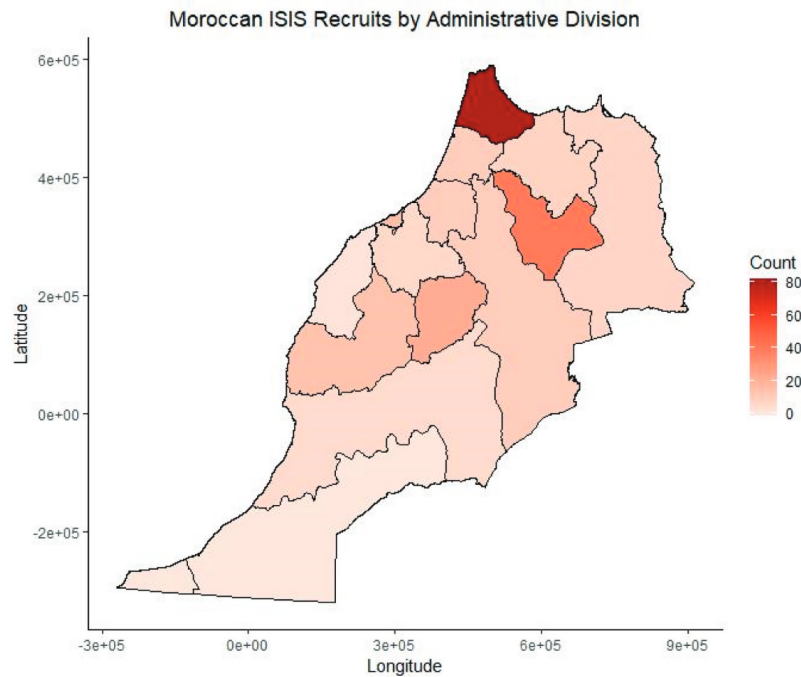 Moroccan ISIS Recruits by Administrative Division
6e+05
4e+05
2e+05
0e+00
-2e+05
Latitude
-3e+05 0e+00 3e+05 6e+05 9e+05
Longitude
Count
80
60
40
20
0